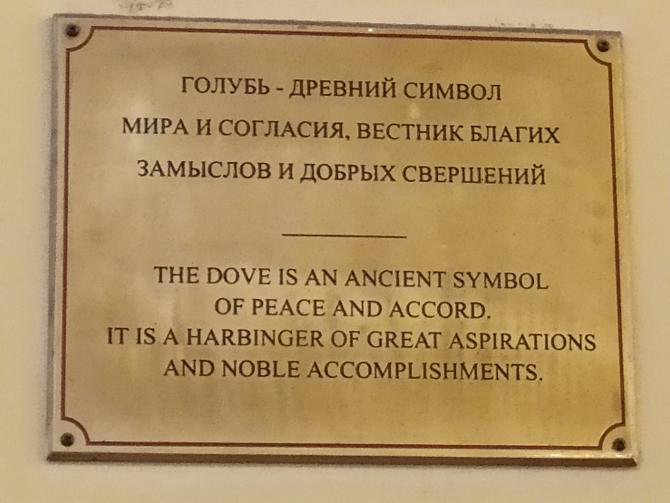 ГОЛУБЬ - ДРЕВНИЙ СИМВОЛ
МИРА И СОГЛАСИЯ, ВЕСТНИК БЛАГИХ
ЗАМЫСЛОВ И ДОБРЫХ СВЕРШЕНИЙ
THE DOVE IS AN ANCIENT SYMBOL
OF PEACE AND ACCORD.
IT IS A HARBINGER OF GREAT ASPIRATIONS
AND NOBLE ACCOMPLISHMENTS.